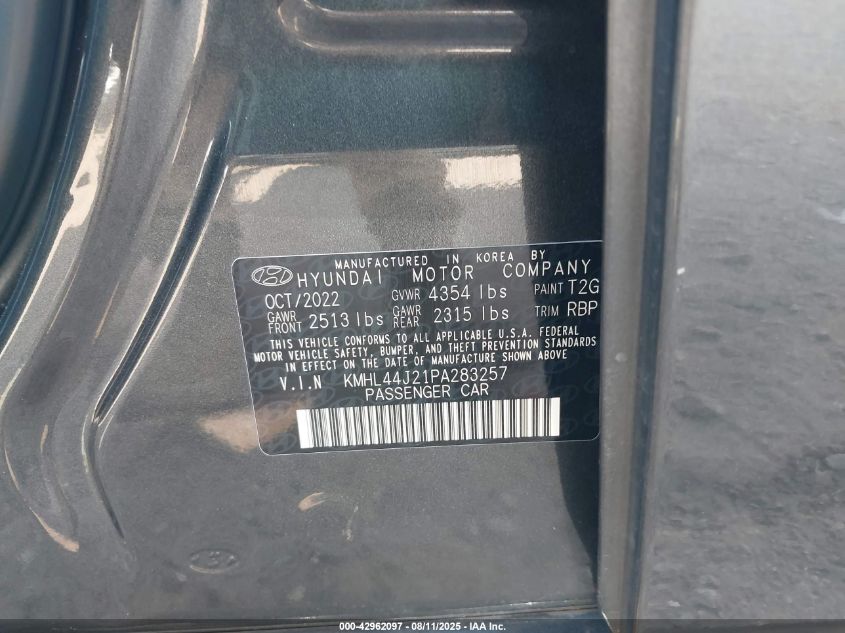 MANUFACTURED IN KOREA BY
HYUNDAI MOTOR COMPANY
OCT/2022 GVWR 4354 lbs PAINT T2G
GAWR FRONT 2513 lbs GAWR REAR 2315 lbs TRIM RBP
THIS VEHICLE CONFORMS TO ALL APPLICABLE U.S.A. FEDERAL
MOTOR VEHICLE SAFETY, BUMPER, AND THEFT PREVENTION STANDARDS
IN EFFECT ON THE DATE OF MANUFACTURE SHOWN ABOVE
V.I.N KMHL44J21PA283257
PASSENGER CAR
000-42962097 - 08/11/2025 - IAA Inc.